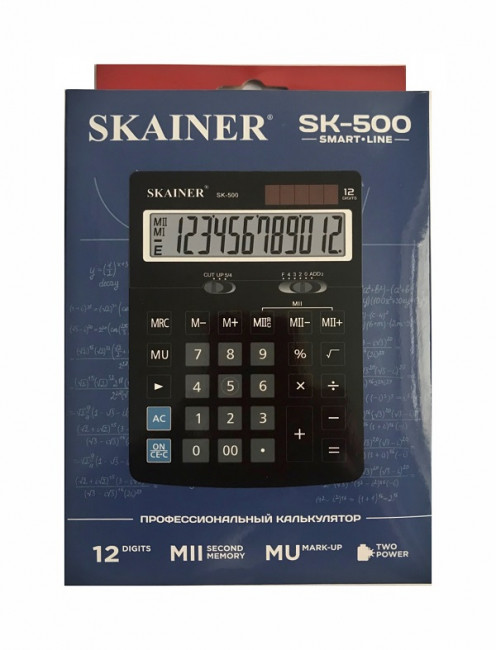 SKAINER® SK-500
SMART•LINE
SKAINER® SK-500
12 DIGITS
MII
MI
E
123456789012.
CUT UP 5/4
F 4 3 2 0 ADD2
MII
MRC M- M+ MII R/C MII- MII+
MU 7 8 9 % √
► 4 5 6 × ÷
AC 1 2 3 + −
ON CE·C 0 00 • =
ПРОФЕССИОНАЛЬНЫЙ КАЛЬКУЛЯТОР
12 DIGITS MII SECOND MEMORY MU MARK-UP TWO POWER